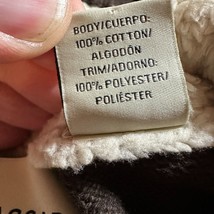 BODY/CUERPO:
100% COTTON/
ALGODÓN
TRIM/ADORNO:
100% POLYESTER/
POLIÉSTER